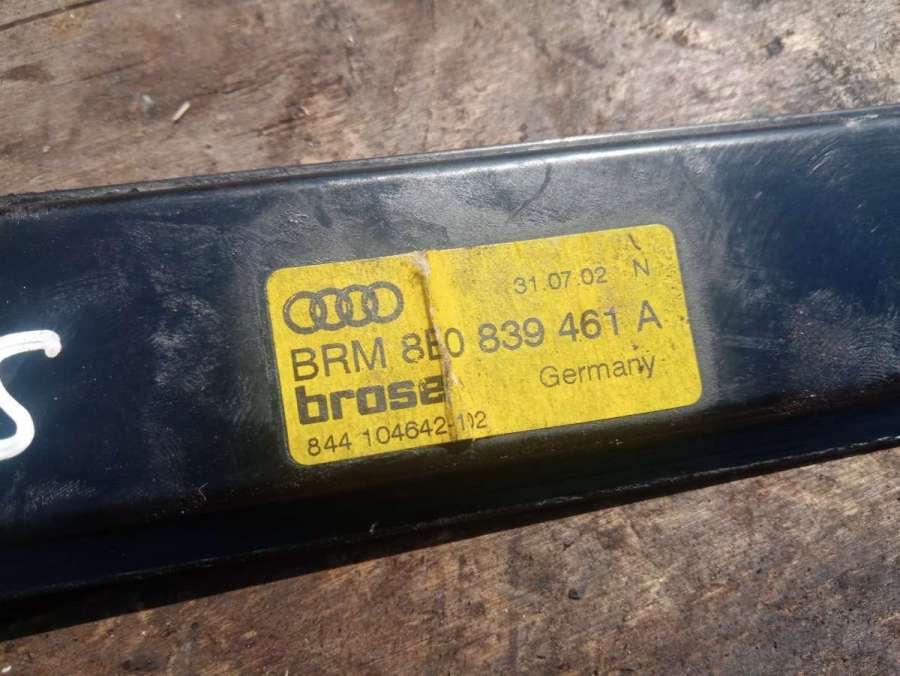 31.07.02 N
BRM 8E0 839 461 A
brose Germany
844 104642-102
S